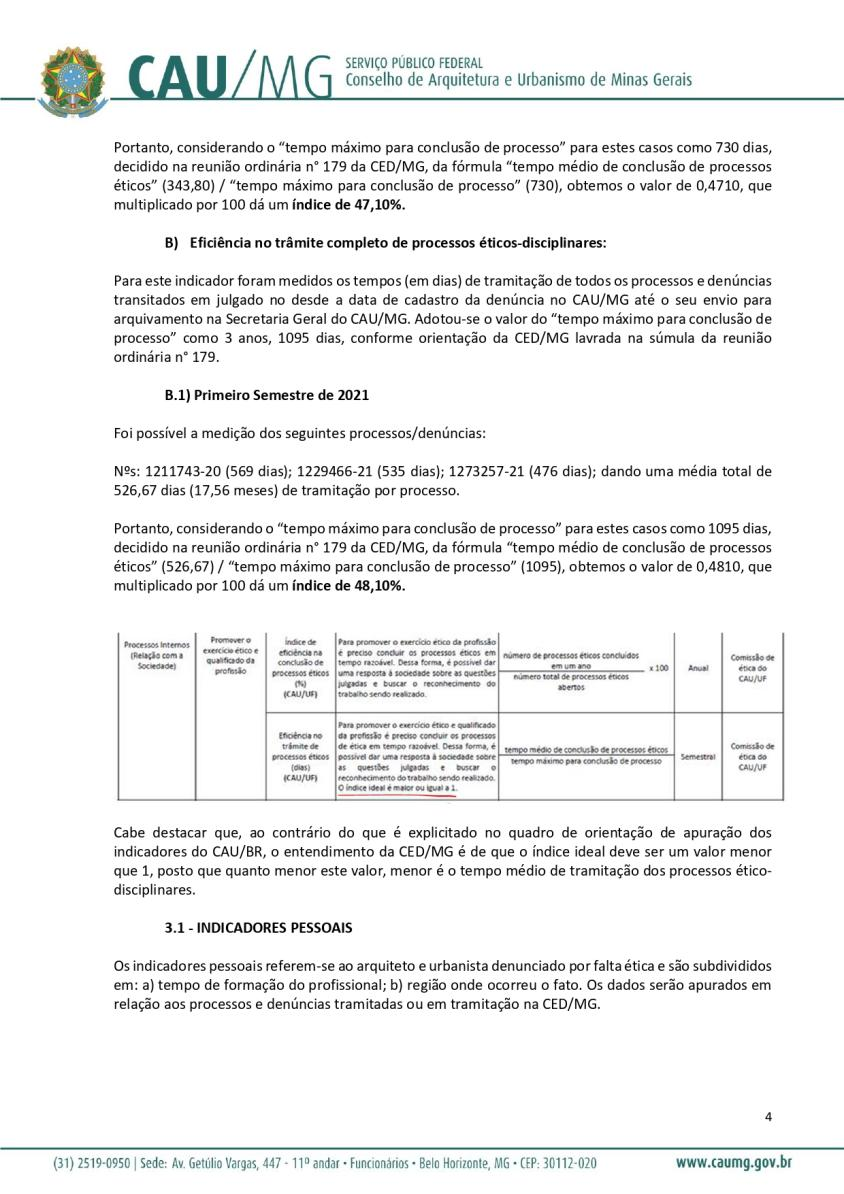 CAU/MG
SERVIÇO PÚBLICO FEDERAL
Conselho de Arquitetura e Urbanismo de Minas Gerais
Portanto, considerando o “tempo máximo para conclusão de processo” para estes casos como 730 dias,
decidido na reunião ordinária n° 179 da CED/MG, da fórmula “tempo médio de conclusão de processos
éticos” (343,80) / “tempo máximo para conclusão de processo” (730), obtemos o valor de 0,4710, que
multiplicado por 100 dá um índice de 47,10%.
B) Eficiência no trâmite completo de processos éticos-disciplinares:
Para este indicador foram medidos os tempos (em dias) de tramitação de todos os processos e denúncias
transitados em julgado no desde a data de cadastro da denúncia no CAU/MG até o seu envio para
arquivamento na Secretaria Geral do CAU/MG. Adotou-se o valor do “tempo máximo para conclusão de
processo” como 3 anos, 1095 dias, conforme orientação da CED/MG lavrada na súmula da reunião
ordinária n° 179.
B.1) Primeiro Semestre de 2021
Foi possível a medição dos seguintes processos/denúncias:
Nºs: 1211743-20 (569 dias); 1229466-21 (535 dias); 1273257-21 (476 dias); dando uma média total de
526,67 dias (17,56 meses) de tramitação por processo.
Portanto, considerando o “tempo máximo para conclusão de processo” para estes casos como 1095 dias,
decidido na reunião ordinária n° 179 da CED/MG, da fórmula “tempo médio de conclusão de processos
éticos” (526,67) / “tempo máximo para conclusão de processo” (1095), obtemos o valor de 0,4810, que
multiplicado por 100 dá um índice de 48,10%.
Processos Internos
(Relação com a
Sociedade)
Promover o
exercício ético e
qualificado da
profissão
Índice de
eficiência na
conclusão de
processos éticos
(%)
(CAU/UF)
Para promover o exercício ético da profissão
é preciso concluir os processos éticos em
tempo razoável. Dessa forma, é possível dar
uma resposta à sociedade sobre as questões
julgadas e buscar o reconhecimento do
trabalho sendo realizado.
número de processos éticos concluídos
em um ano
número total de processos éticos
abertos
x 100
Anual
Comissão de
ética do
CAU/UF
Eficiência no
trâmite de
processos éticos
(dias)
(CAU/UF)
Para promover o exercício ético e qualificado
da profissão é preciso concluir os processos
de ética em tempo razoável. Dessa forma, é
possível dar uma resposta à sociedade sobre
as questões julgadas e buscar o
reconhecimento do trabalho sendo realizado.
O índice ideal é maior ou igual a 1.
tempo médio de conclusão de processos éticos
tempo máximo para conclusão de processo
Semestral
Comissão de
ética do
CAU/UF
Cabe destacar que, ao contrário do que é explicitado no quadro de orientação de apuração dos
indicadores do CAU/BR, o entendimento da CED/MG é de que o índice ideal deve ser um valor menor
que 1, posto que quanto menor este valor, menor é o tempo médio de tramitação dos processos ético-
disciplinares.
3.1 - INDICADORES PESSOAIS
Os indicadores pessoais referem-se ao arquiteto e urbanista denunciado por falta ética e são subdivididos
em: a) tempo de formação do profissional; b) região onde ocorreu o fato. Os dados serão apurados em
relação aos processos e denúncias tramitadas ou em tramitação na CED/MG.
4
(31) 2519-0950 | Sede: Av. Getúlio Vargas, 447 - 11º andar • Funcionários • Belo Horizonte, MG • CEP: 30112-020
www.caumg.gov.br